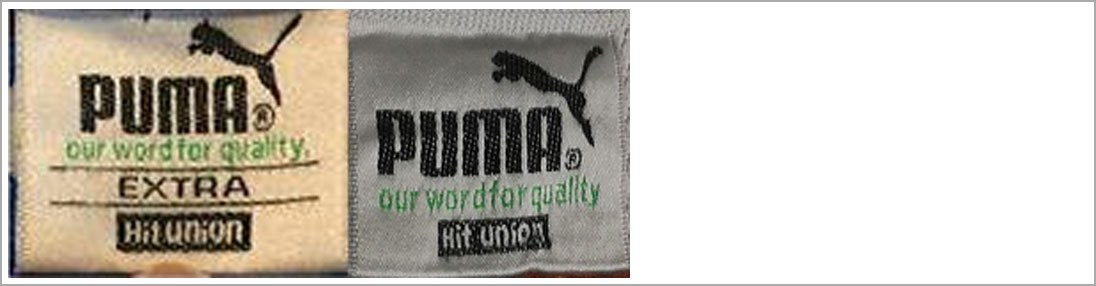 PUMA®
our word for quality.
EXTRA
Hit union
PUMA®
our word for quality
Hit union